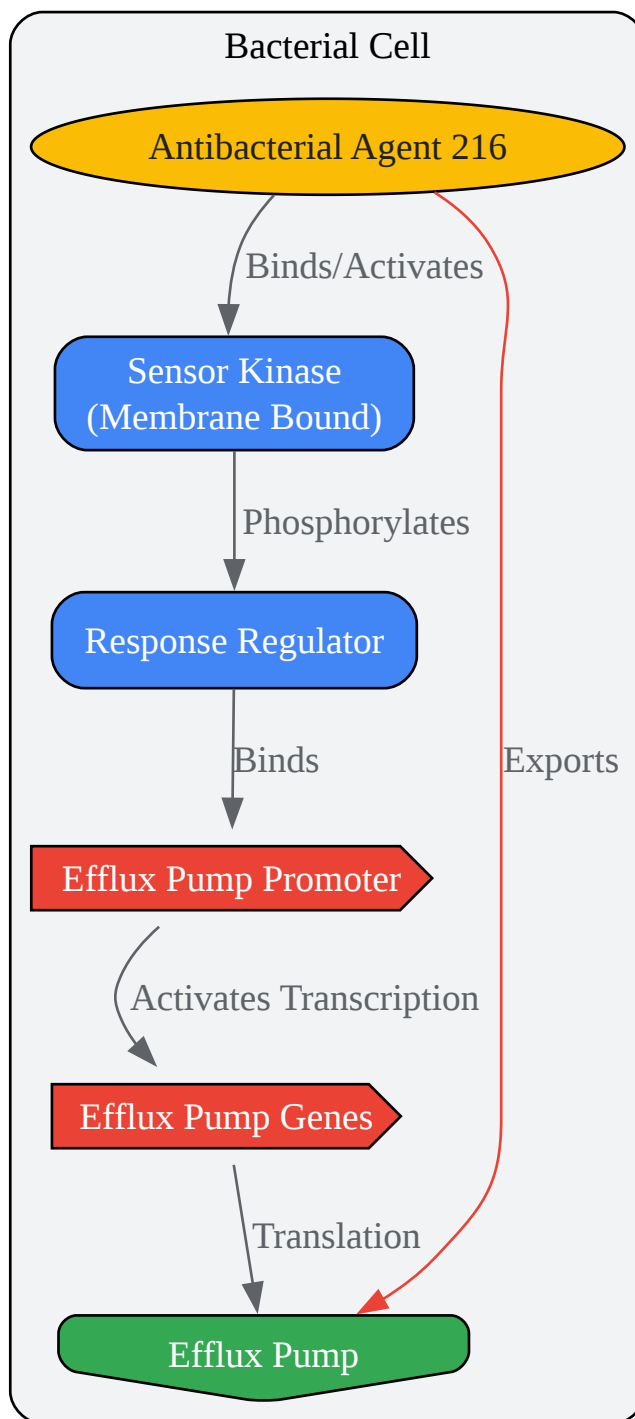 Bacterial Cell
Antibacterial Agent 216
Binds/Activates
Sensor Kinase
(Membrane Bound)
Phosphorylates
Response Regulator
Binds
Exports
Efflux Pump Promoter
Activates Transcription
Efflux Pump Genes
Translation
Efflux Pump